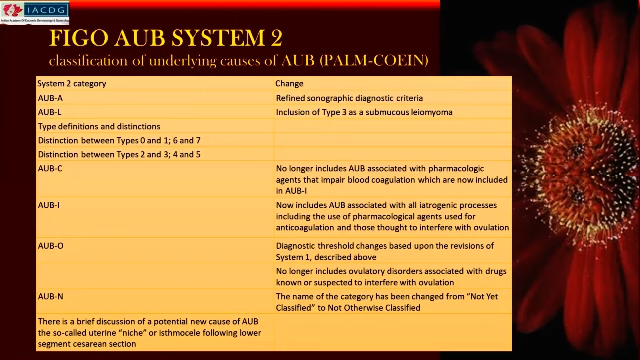 IACDG
Indian Academy Of Cosmetic Dermatology & Gynecology
FIGO AUB SYSTEM 2
classification of underlying causes of AUB (PALM-COEIN)
System 2 category Change
AUB-A Refined sonographic diagnostic criteria
AUB-L Inclusion of Type 3 as a submucous leiomyoma
Type definitions and distinctions
Distinction between Types 0 and 1; 6 and 7
Distinction between Types 2 and 3; 4 and 5
AUB-C No longer includes AUB associated with pharmacologic
agents that impair blood coagulation which are now included
in AUB-I
AUB-I Now includes AUB associated with all iatrogenic processes
including the use of pharmacological agents used for
anticoagulation and those thought to interfere with ovulation
AUB-O Diagnostic threshold changes based upon the revisions of
System 1, described above
No longer includes ovulatory disorders associated with drugs
known or suspected to interfere with ovulation
AUB-N The name of the category has been changed from “Not Yet
Classified” to Not Otherwise Classified
There is a brief discussion of a potential new cause of AUB
the so-called uterine “niche” or isthmocele following lower
segment cesarean section